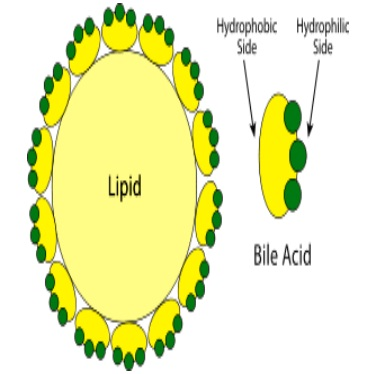 Hydrophobic
Side
Hydrophilic
Side
Lipid
Bile Acid